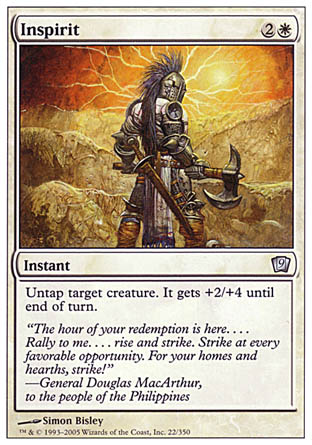 Inspirit 2
Instant 9
Untap target creature. It gets +2/+4 until
end of turn.
“The hour of your redemption is here. . . .
Rally to me. . . . rise and strike. Strike at every
favorable opportunity. For your homes and
hearths, strike!”
—General Douglas MacArthur,
to the people of the Philippines
Simon Bisley
™ & © 1993–2005 Wizards of the Coast, Inc. 22/350